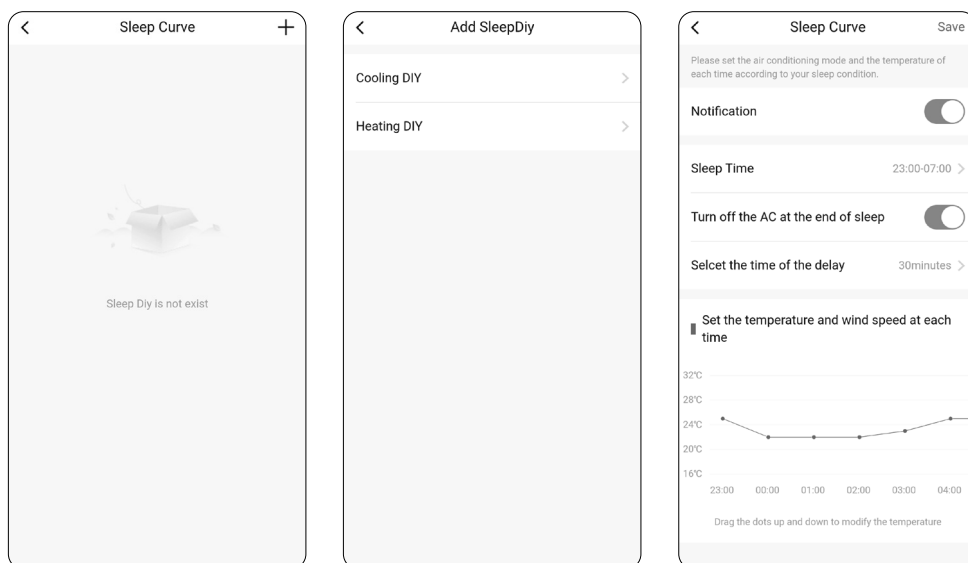 Sleep Curve
Sleep Diy is not exist
Add SleepDiy
Cooling DIY
Heating DIY
Sleep Curve Save
Please set the air conditioning mode and the temperature of
each time according to your sleep condition.
Notification
Sleep Time 23:00-07:00
Turn off the AC at the end of sleep
Selcet the time of the delay 30minutes
Set the temperature and wind speed at each
time
32℃
28℃
24℃
20℃
16℃
23:00 00:00 01:00 02:00 03:00 04:00
Drag the dots up and down to modify the temperature